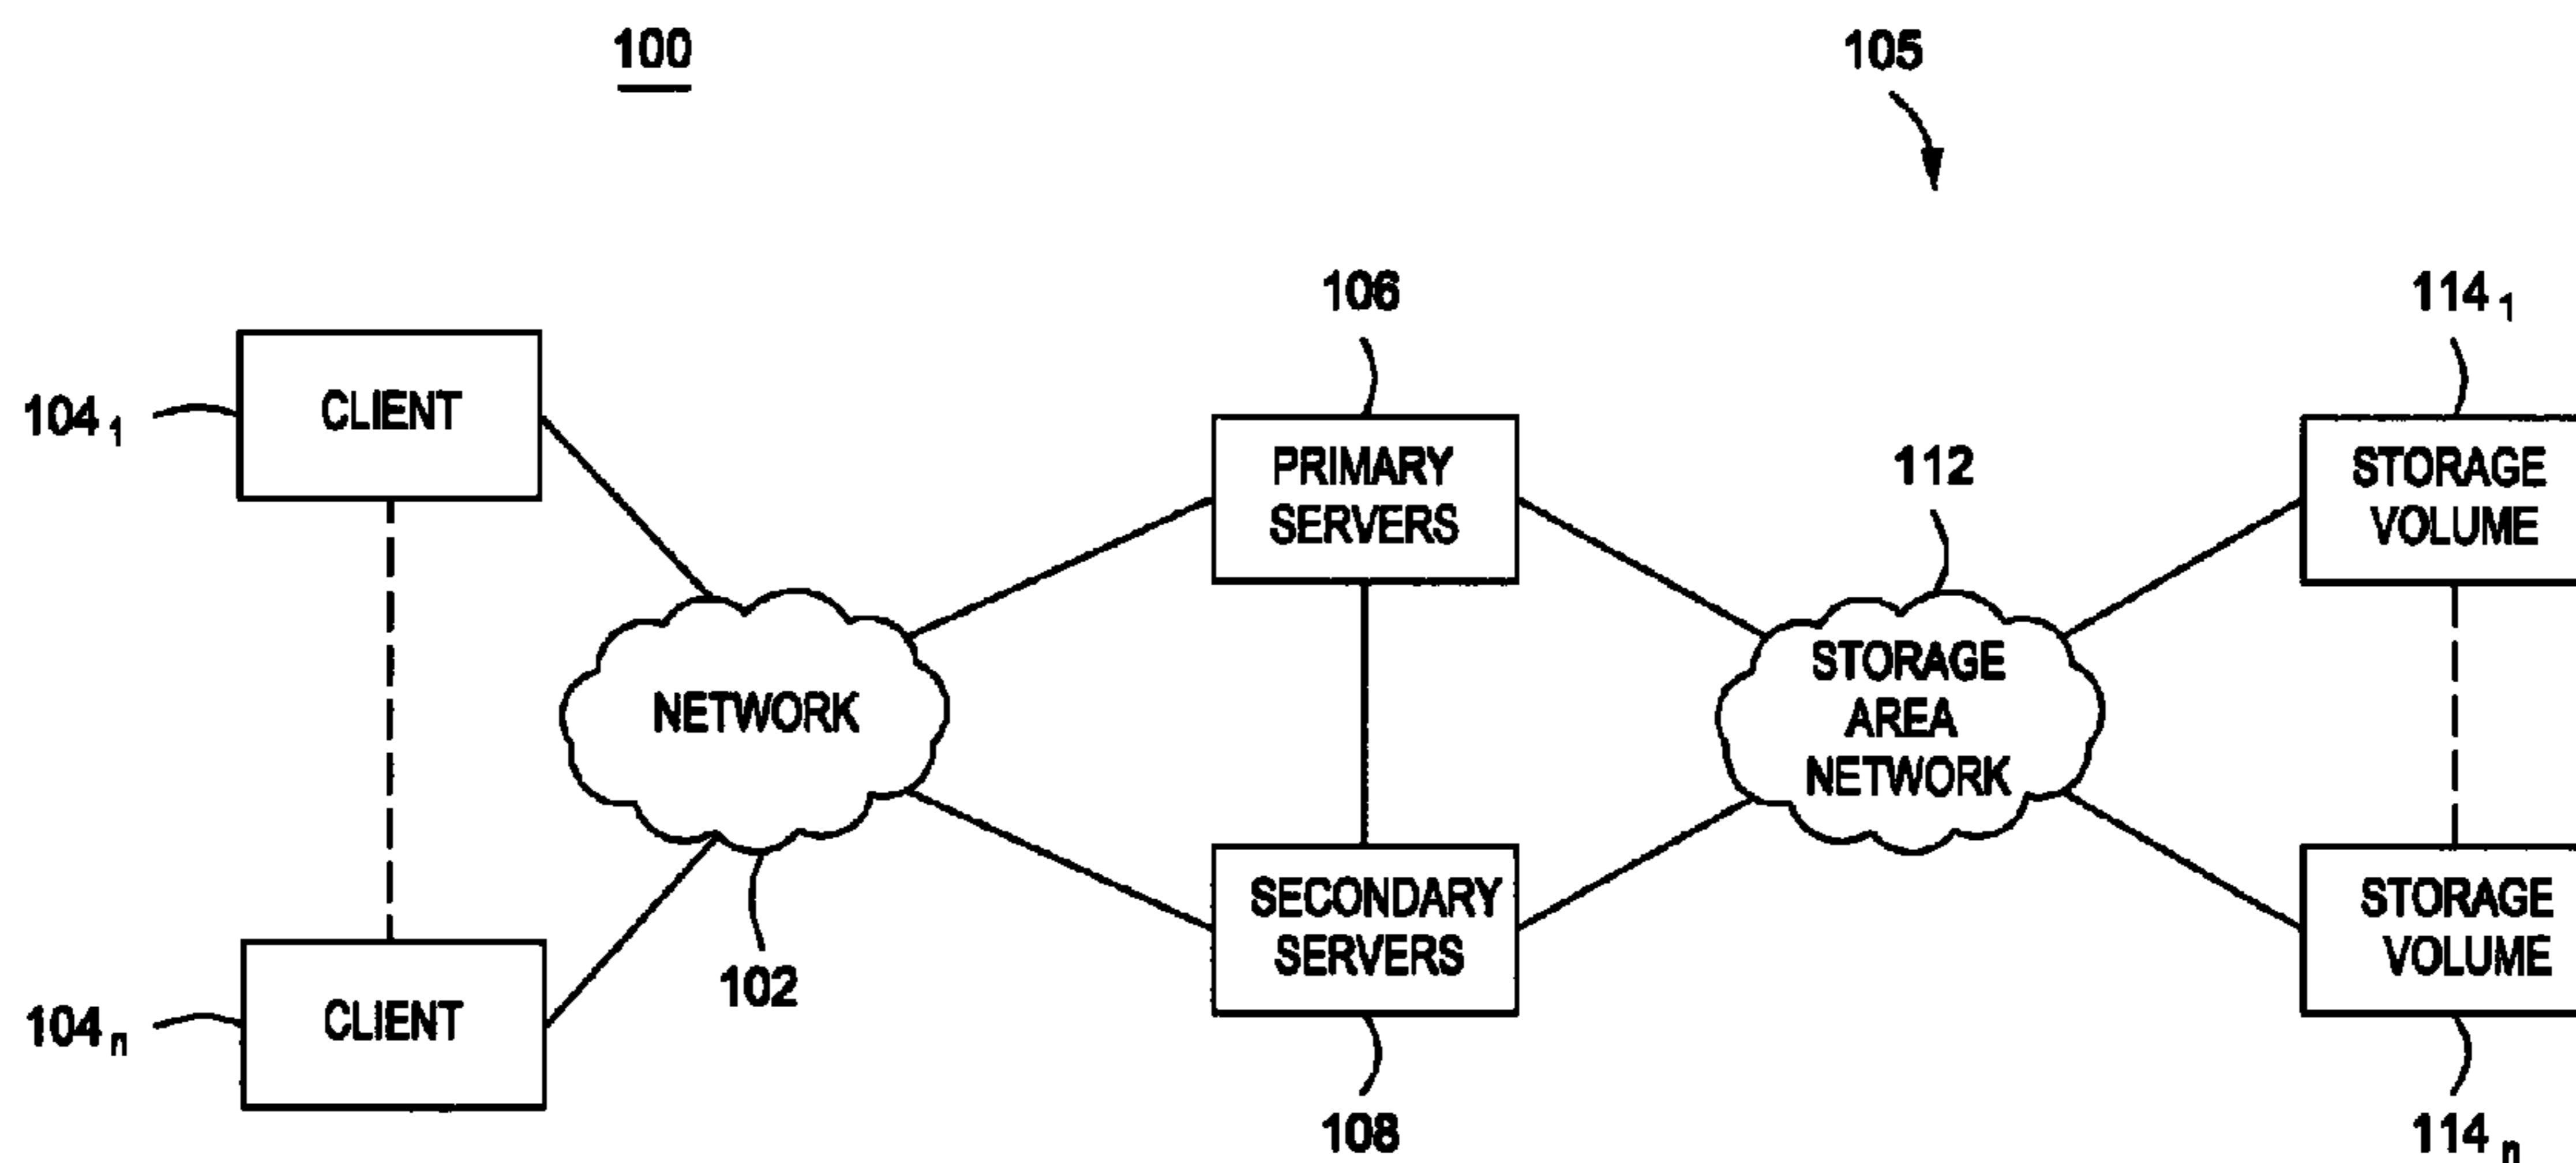 100
105
106
114 1
104 1
CLIENT
PRIMARY
SERVERS
112
STORAGE
VOLUME
NETWORK
STORAGE
AREA
NETWORK
SECONDARY
SERVERS
STORAGE
VOLUME
102
104 n
CLIENT
108
114 n